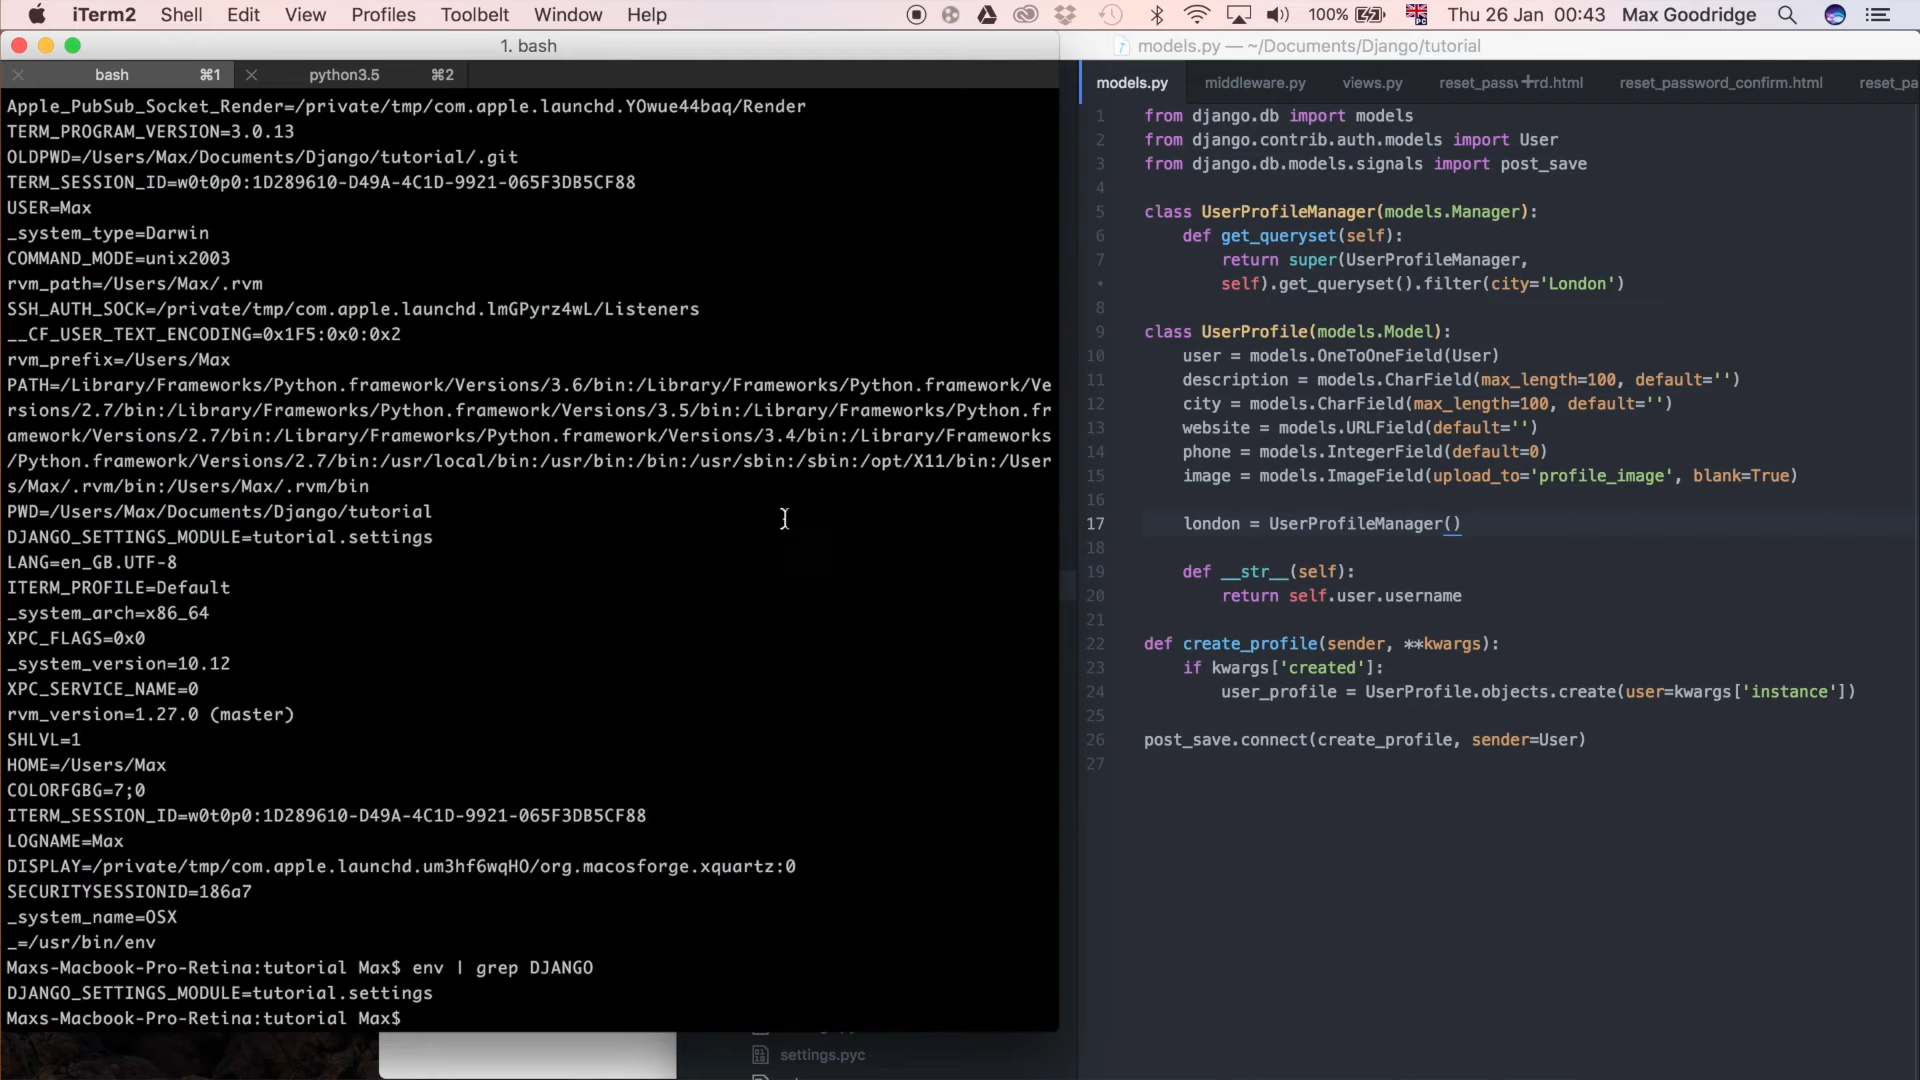 iTerm2 Shell Edit View Profiles Toolbelt Window Help 100% Thu 26 Jan 00:43 Max Goodridge
1. bash
bash ⌘1 python3.5 ⌘2
Apple_PubSub_Socket_Render=/private/tmp/com.apple.launchd.YOwue44baq/Render
TERM_PROGRAM_VERSION=3.0.13
OLDPWD=/Users/Max/Documents/Django/tutorial/.git
TERM_SESSION_ID=w0t0p0:1D289610-D49A-4C1D-9921-065F3DB5CF88
USER=Max
_system_type=Darwin
COMMAND_MODE=unix2003
rvm_path=/Users/Max/.rvm
SSH_AUTH_SOCK=/private/tmp/com.apple.launchd.lmGPyrz4wL/Listeners
__CF_USER_TEXT_ENCODING=0x1F5:0x0:0x2
rvm_prefix=/Users/Max
PATH=/Library/Frameworks/Python.framework/Versions/3.6/bin:/Library/Frameworks/Python.framework/Ve
rsions/2.7/bin:/Library/Frameworks/Python.framework/Versions/3.5/bin:/Library/Frameworks/Python.fr
amework/Versions/2.7/bin:/Library/Frameworks/Python.framework/Versions/3.4/bin:/Library/Frameworks
/Python.framework/Versions/2.7/bin:/usr/local/bin:/usr/bin:/bin:/usr/sbin:/sbin:/opt/X11/bin:/User
s/Max/.rvm/bin:/Users/Max/.rvm/bin
PWD=/Users/Max/Documents/Django/tutorial
DJANGO_SETTINGS_MODULE=tutorial.settings
LANG=en_GB.UTF-8
ITERM_PROFILE=Default
_system_arch=x86_64
XPC_FLAGS=0x0
_system_version=10.12
XPC_SERVICE_NAME=0
rvm_version=1.27.0 (master)
SHLVL=1
HOME=/Users/Max
COLORFGBG=7;0
ITERM_SESSION_ID=w0t0p0:1D289610-D49A-4C1D-9921-065F3DB5CF88
LOGNAME=Max
DISPLAY=/private/tmp/com.apple.launchd.um3hf6wqHO/org.macosforge.xquartz:0
SECURITYSESSIONID=186a7
_system_name=OSX
_=/usr/bin/env
Maxs-Macbook-Pro-Retina:tutorial Max$ env | grep DJANGO
DJANGO_SETTINGS_MODULE=tutorial.settings
Maxs-Macbook-Pro-Retina:tutorial Max$
settings.pyc
models.py — ~/Documents/Django/tutorial
models.py middleware.py views.py reset_password.html reset_password_confirm.html reset_pa
1 from django.db import models
2 from django.contrib.auth.models import User
3 from django.db.models.signals import post_save
4
5 class UserProfileManager(models.Manager):
6 def get_queryset(self):
7 return super(UserProfileManager,
• self).get_queryset().filter(city='London')
8
9 class UserProfile(models.Model):
10 user = models.OneToOneField(User)
11 description = models.CharField(max_length=100, default='')
12 city = models.CharField(max_length=100, default='')
13 website = models.URLField(default='')
14 phone = models.IntegerField(default=0)
15 image = models.ImageField(upload_to='profile_image', blank=True)
16
17 london = UserProfileManager()
18
19 def __str__(self):
20 return self.user.username
21
22 def create_profile(sender, **kwargs):
23 if kwargs['created']:
24 user_profile = UserProfile.objects.create(user=kwargs['instance'])
25
26 post_save.connect(create_profile, sender=User)
27